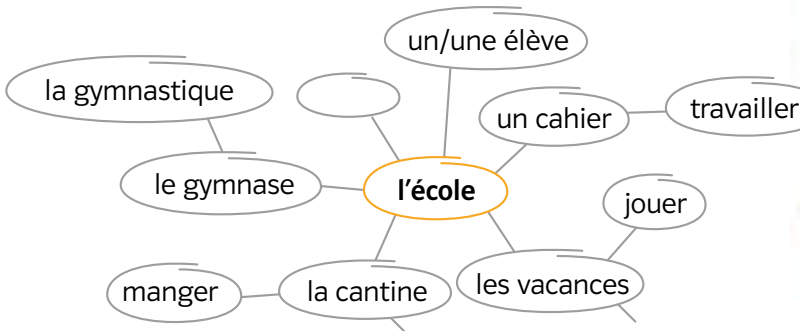 un/une élève
la gymnastique
un cahier
travailler
le gymnase
l'école
jouer
manger
la cantine
les vacances